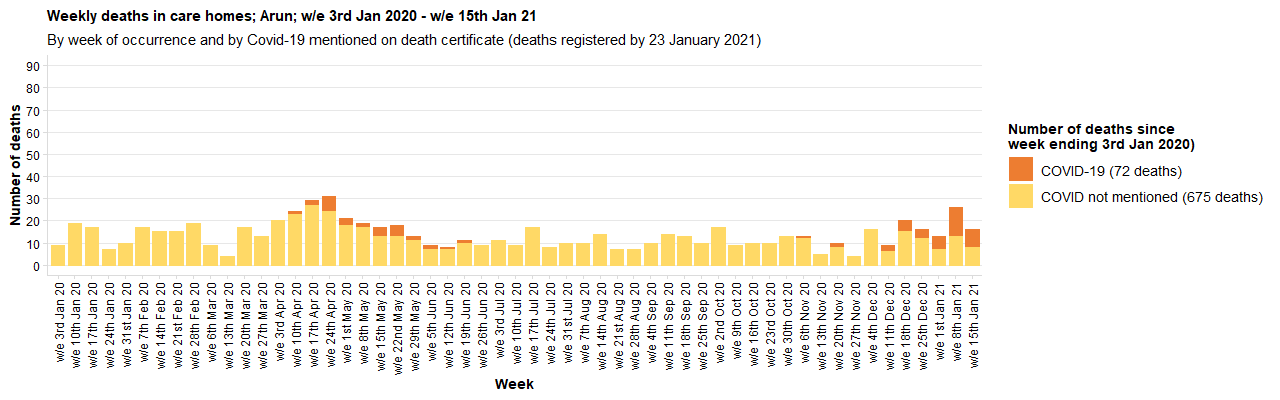 Weekly deaths in care homes; Arun; w/e 3rd Jan 2020 - w/e 15th Jan 21
By week of occurrence and by Covid-19 mentioned on death certificate (deaths registered by 23 January 2021)
Number of deaths
90
80
70
60
50
40
30
20
10
0
w/e 3rd Jan 20
w/e 10th Jan 20
w/e 17th Jan 20
w/e 24th Jan 20
w/e 31st Jan 20
w/e 7th Feb 20
w/e 14th Feb 20
w/e 21st Feb 20
w/e 28th Feb 20
w/e 6th Mar 20
w/e 13th Mar 20
w/e 20th Mar 20
w/e 27th Mar 20
w/e 3rd Apr 20
w/e 10th Apr 20
w/e 17th Apr 20
w/e 24th Apr 20
w/e 1st May 20
w/e 8th May 20
w/e 15th May 20
w/e 22nd May 20
w/e 29th May 20
w/e 5th Jun 20
w/e 12th Jun 20
w/e 19th Jun 20
w/e 26th Jun 20
w/e 3rd Jul 20
w/e 10th Jul 20
w/e 17th Jul 20
w/e 24th Jul 20
w/e 31st Jul 20
w/e 7th Aug 20
w/e 14th Aug 20
w/e 21st Aug 20
w/e 28th Aug 20
w/e 4th Sep 20
w/e 11th Sep 20
w/e 18th Sep 20
w/e 25th Sep 20
w/e 2nd Oct 20
w/e 9th Oct 20
w/e 16th Oct 20
w/e 23rd Oct 20
w/e 30th Oct 20
w/e 6th Nov 20
w/e 13th Nov 20
w/e 20th Nov 20
w/e 27th Nov 20
w/e 4th Dec 20
w/e 11th Dec 20
w/e 18th Dec 20
w/e 25th Dec 20
w/e 1st Jan 21
w/e 8th Jan 21
w/e 15th Jan 21
Week
Number of deaths since
week ending 3rd Jan 2020)
COVID-19 (72 deaths)
COVID not mentioned (675 deaths)